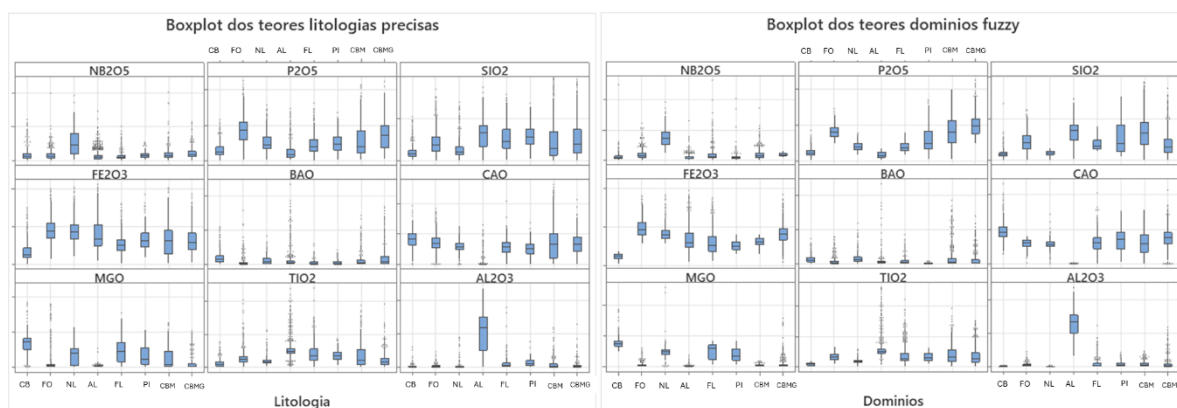 Boxplot dos teores litologias precisas
CB FO NL AL FL PI CBM CBMG
NB2O5 P2O5 SIO2
FE2O3 BAO CAO
MGO TIO2 AL2O3
CB FO NL AL FL PI CBM CBMG
Litologia
Boxplot dos teores dominios fuzzy
CB FO NL AL FL PI CBM CBMG
NB2O5 P2O5 SIO2
FE2O3 BAO CAO
MGO TIO2 AL2O3
CB FO NL AL FL PI CBM CBMG
Dominios